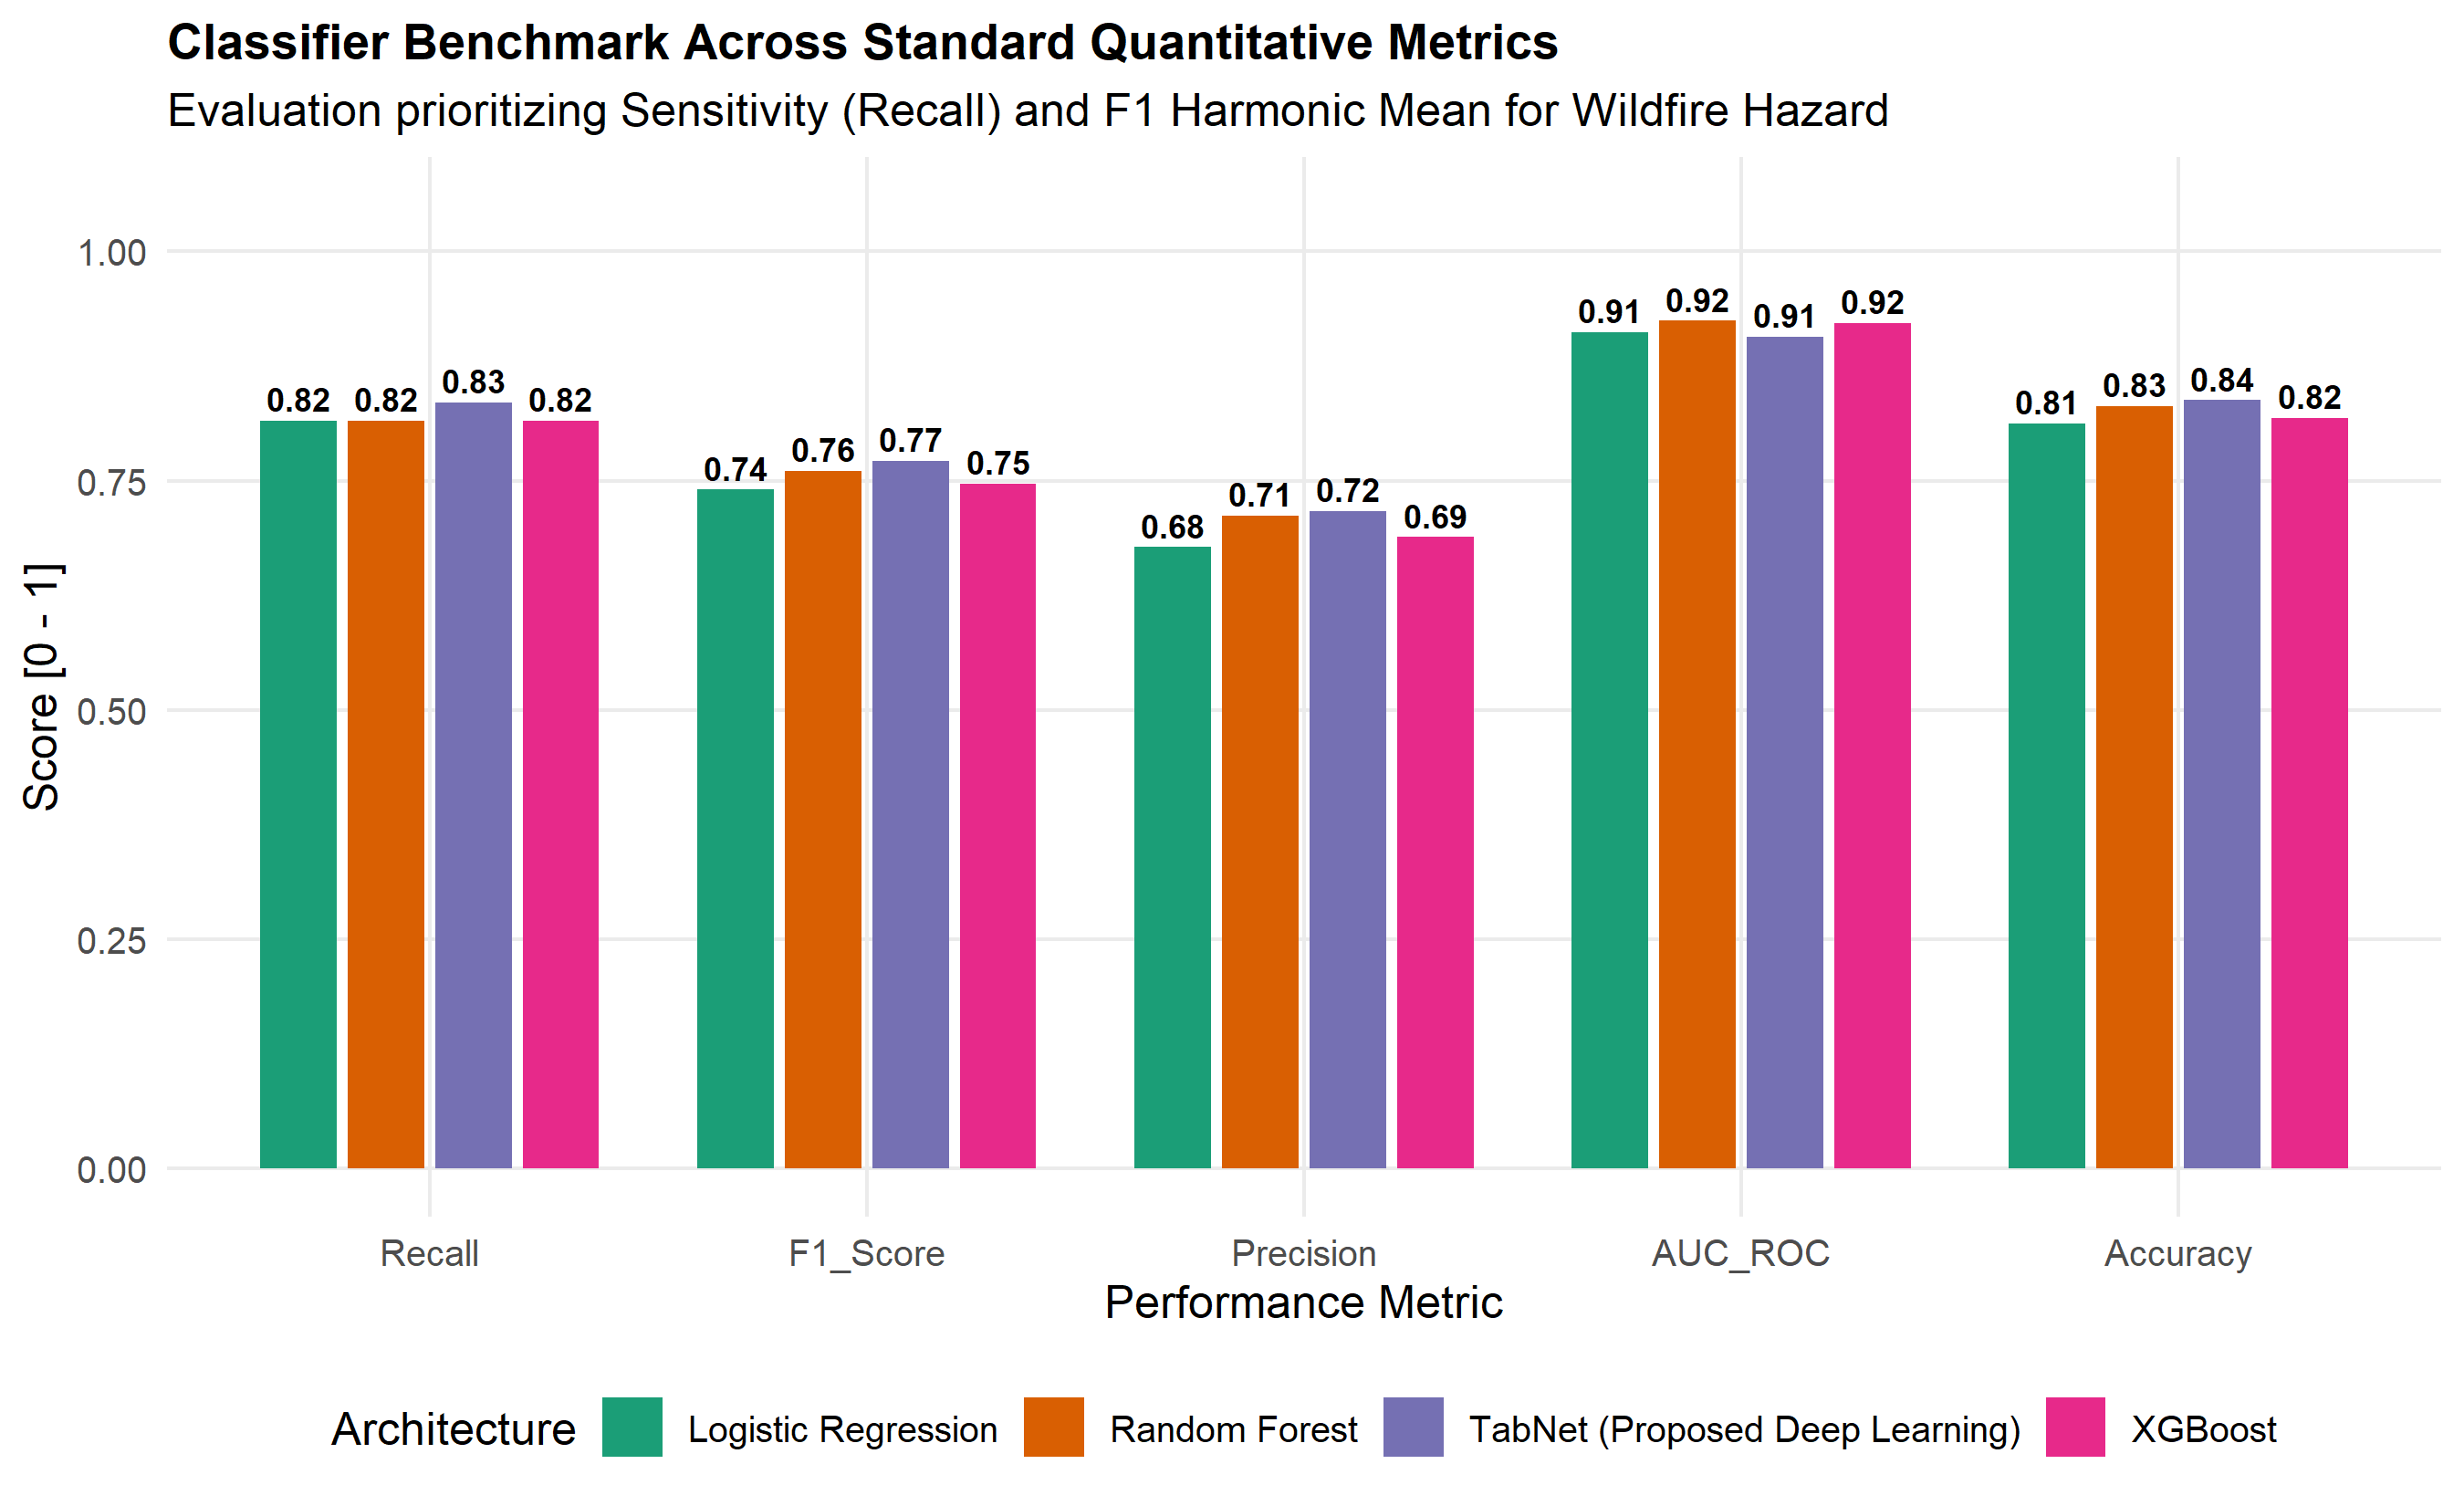 Classifier Benchmark Across Standard Quantitative Metrics
Evaluation prioritizing Sensitivity (Recall) and F1 Harmonic Mean for Wildfire Hazard
Score [0 - 1]
1.00
0.75
0.50
0.25
0.00
0.82 0.82 0.83 0.82
0.74 0.76 0.77 0.75
0.68 0.71 0.72 0.69
0.91 0.92 0.91 0.92
0.81 0.83 0.84 0.82
Recall F1_Score Precision AUC_ROC Accuracy
Performance Metric
Architecture Logistic Regression Random Forest TabNet (Proposed Deep Learning) XGBoost